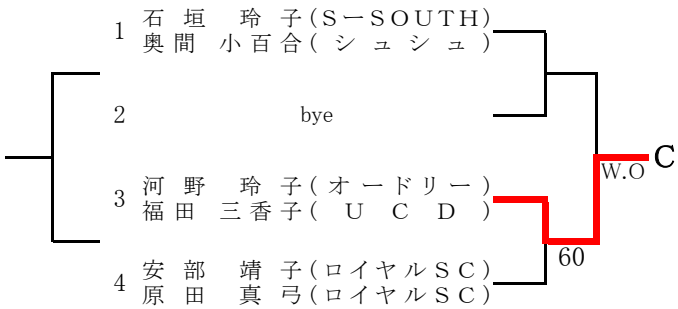 1 石垣 玲子(S－SOUTH)
奥間 小百合(シュシュ)
2 bye
3 河野 玲子(オードリー)
福田 三香子(UCD)
4 安部 靖子(ロイヤルSC)
原田 真弓(ロイヤルSC)
W.O
C
60